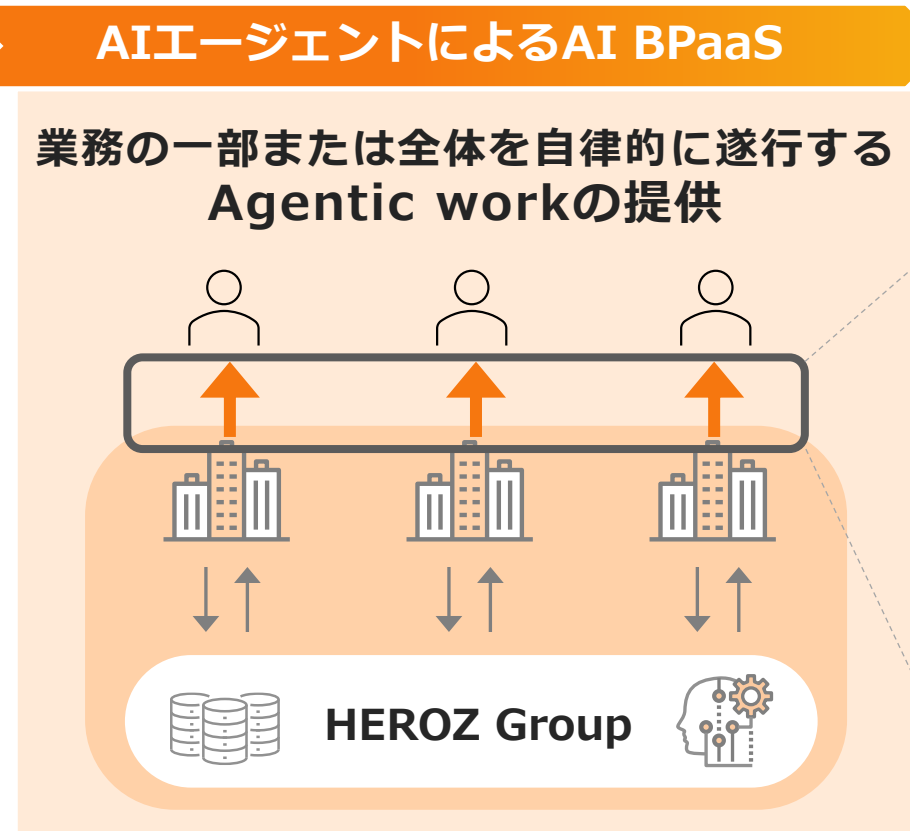 AIエージェントによるAI BPaaS
業務の一部または全体を自律的に遂行する
Agentic workの提供
HEROZ Group